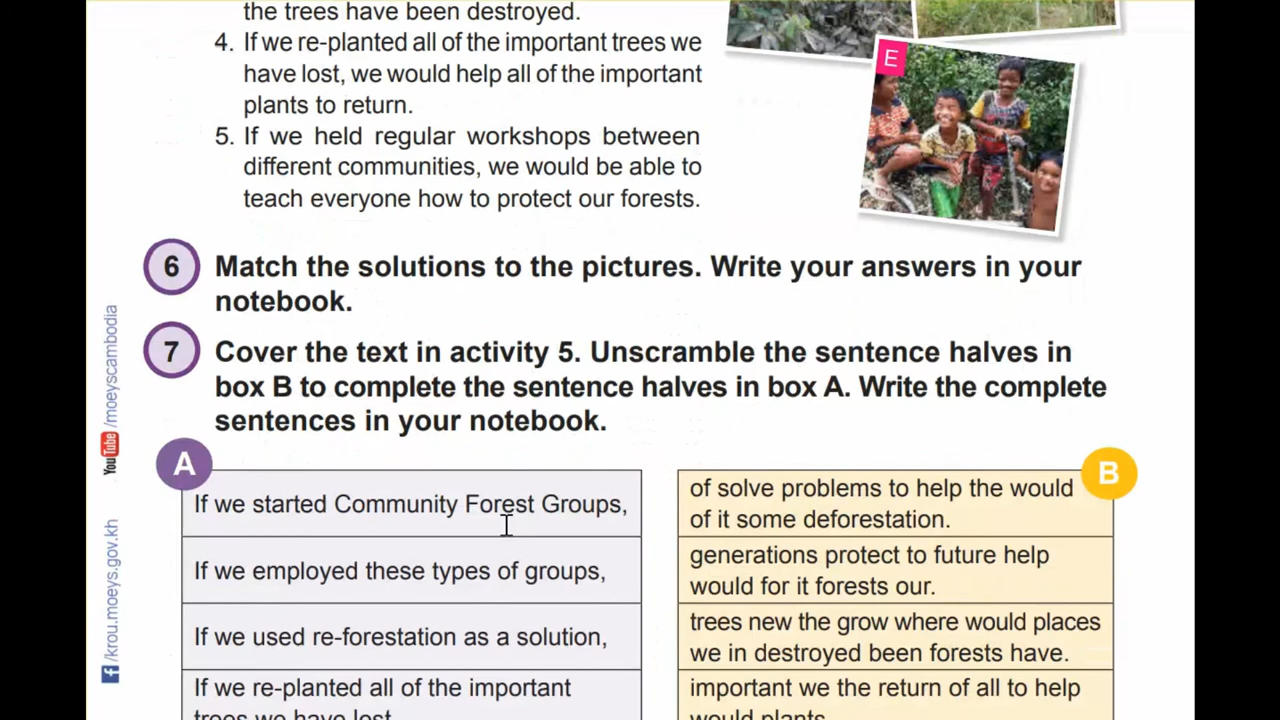 the trees have been destroyed.
4. If we re-planted all of the important trees we
have lost, we would help all of the important
plants to return.
5. If we held regular workshops between
different communities, we would be able to
teach everyone how to protect our forests.
E
6 Match the solutions to the pictures. Write your answers in your
notebook.
7 Cover the text in activity 5. Unscramble the sentence halves in
box B to complete the sentence halves in box A. Write the complete
sentences in your notebook.
A
If we started Community Forest Groups,
If we employed these types of groups,
If we used re-forestation as a solution,
If we re-planted all of the important
trees we have lost
B
of solve problems to help the would
of it some deforestation.
generations protect to future help
would for it forests our.
trees new the grow where would places
we in destroyed been forests have.
important we the return of all to help
would plants
YouTube /moeyscambodia
f /krou.moeys.gov.kh